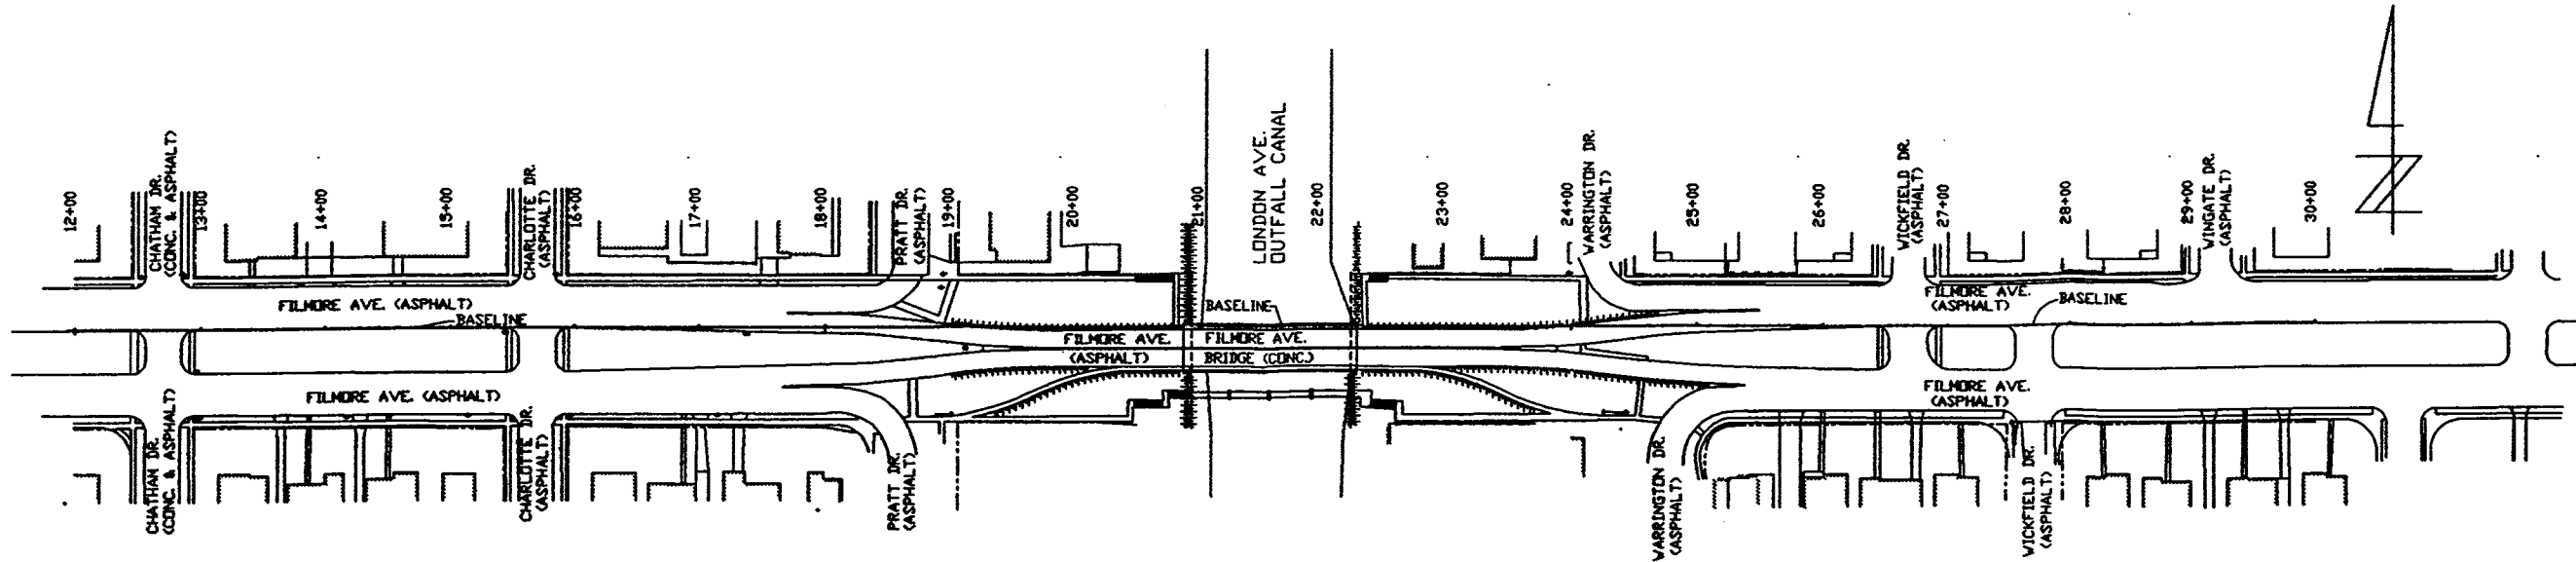 12+00
CHATHAM DR.
(CONC. & ASPHALT)
13+00
14+00
15+00
CHARLOTTE DR.
(ASPHALT)
16+00
17+00
18+00
PRATT DR.
(ASPHALT)
19+00
20+00
21+00
LONDON AVE.
OUTFALL CANAL
22+00
23+00
24+00
WARRINGTON DR.
(ASPHALT)
25+00
26+00
WICKFIELD DR.
(ASPHALT)
27+00
28+00
29+00
WINGATE DR.
(ASPHALT)
30+00
FILMORE AVE. (ASPHALT)
BASELINE
BASELINE
FILMORE AVE.
(ASPHALT)
BASELINE
FILMORE AVE.
(ASPHALT)
FILMORE AVE.
BRIDGE (CONC.)
FILMORE AVE. (ASPHALT)
FILMORE AVE.
(ASPHALT)
CHATHAN DR.
(CONC. & ASPHALT)
CHARLOTTE DR.
(ASPHALT)
PRATT DR.
(ASPHALT)
WARRINGTON DR.
(ASPHALT)
WICKFIELD DR.
(ASPHALT)